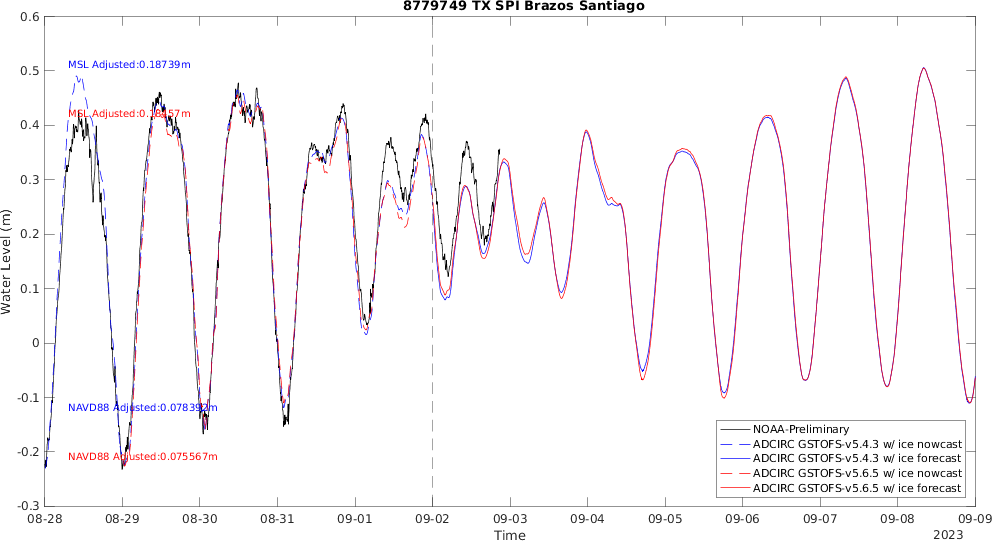 8779749 TX SPI Brazos Santiago
0.6
0.5
0.4
0.3
0.2
0.1
0
-0.1
-0.2
-0.3
Water Level (m)
MSL Adjusted:0.18739m
MSL Adjusted:
NAVD88 Adjusted:0.078392m
NAVD88 Adjusted:0.075567m
NOAA-Preliminary
ADCIRC GSTOFS-v5.4.3 w/ ice nowcast
ADCIRC GSTOFS-v5.4.3 w/ ice forecast
ADCIRC GSTOFS-v5.6.5 w/ ice nowcast
ADCIRC GSTOFS-v5.6.5 w/ ice forecast
08-28 08-29 08-30 08-31 09-01 09-02 09-03 09-04 09-05 09-06 09-07 09-08 09-09
Time
2023